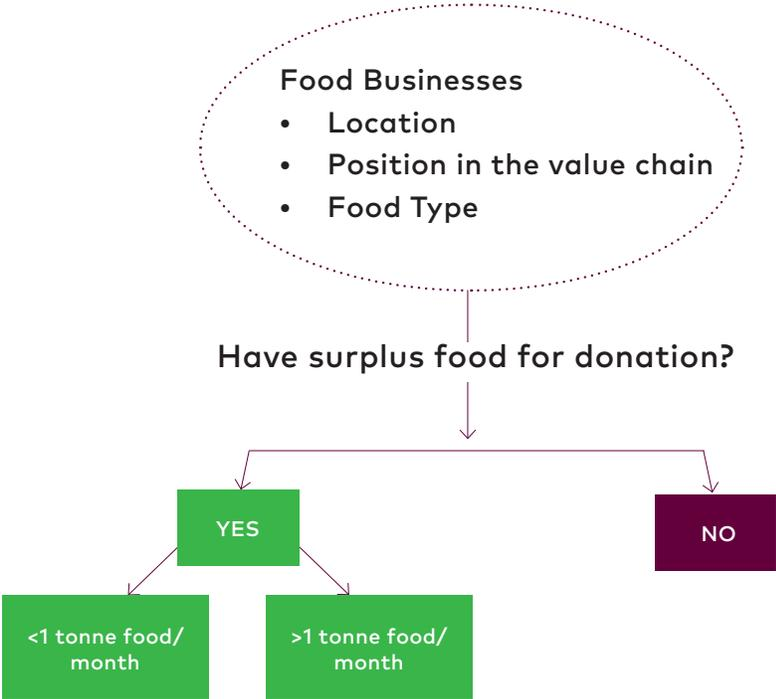 Food Businesses
• Location
• Position in the value chain
• Food Type
Have surplus food for donation?
YES
NO
<1 tonne food/
month
>1 tonne food/
month